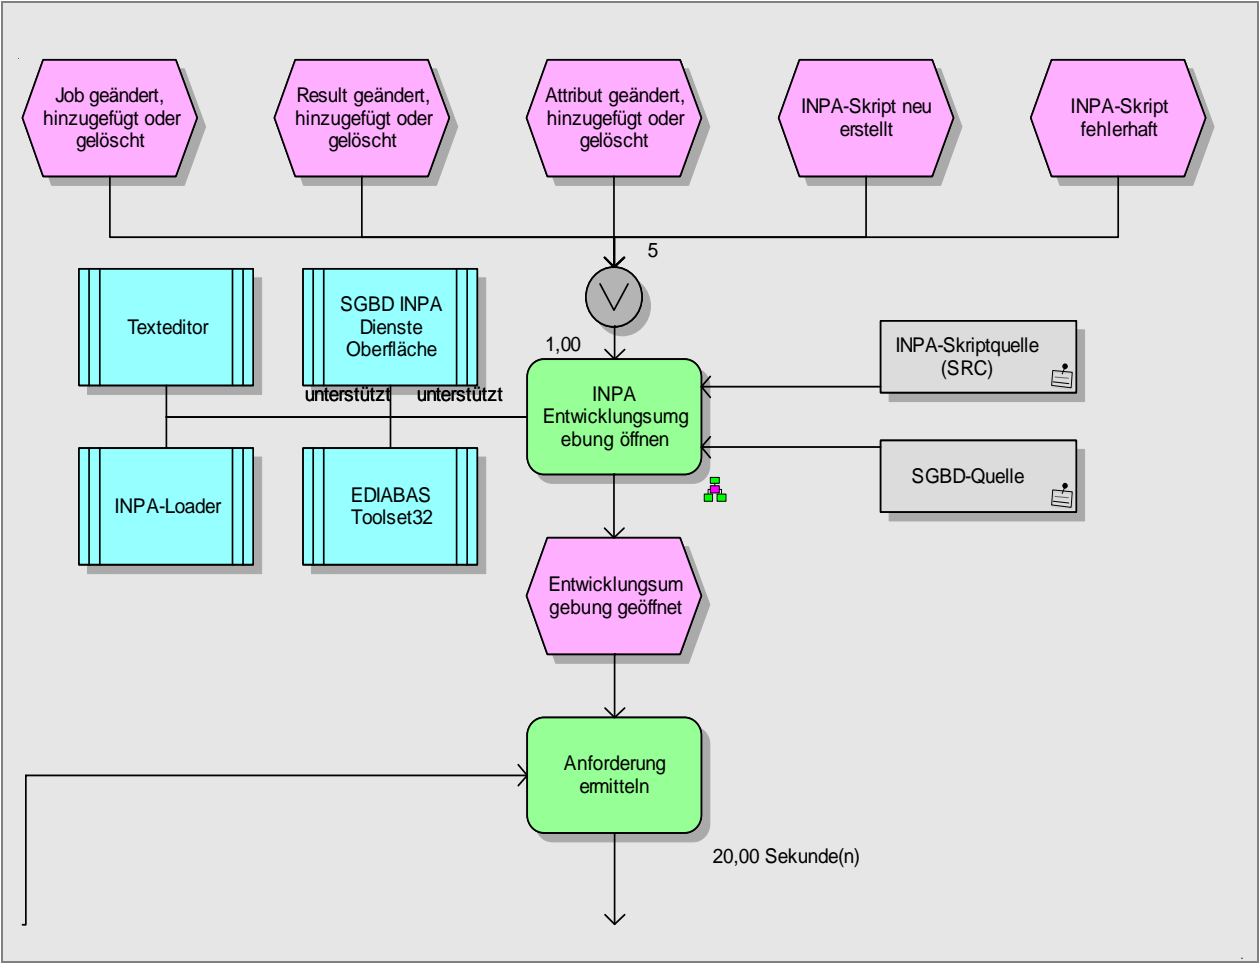 Job geändert,
hinzugefügt oder
gelöscht
Result geändert,
hinzugefügt oder
gelöscht
Attribut geändert,
hinzugefügt oder
gelöscht
INPA-Skript neu
erstellt
INPA-Skript
fehlerhaft
5
Texteditor
SGBD INPA
Dienste
Oberfläche
1,00
INPA
Entwicklungsumg
ebung öffnen
INPA-Skriptquelle
(SRC)
unterstützt
unterstützt
INPA-Loader
EDIABAS
Toolset32
SGBD-Quelle
Entwicklungsum
gebung geöffnet
Anforderung
ermitteln
20,00 Sekunde(n)